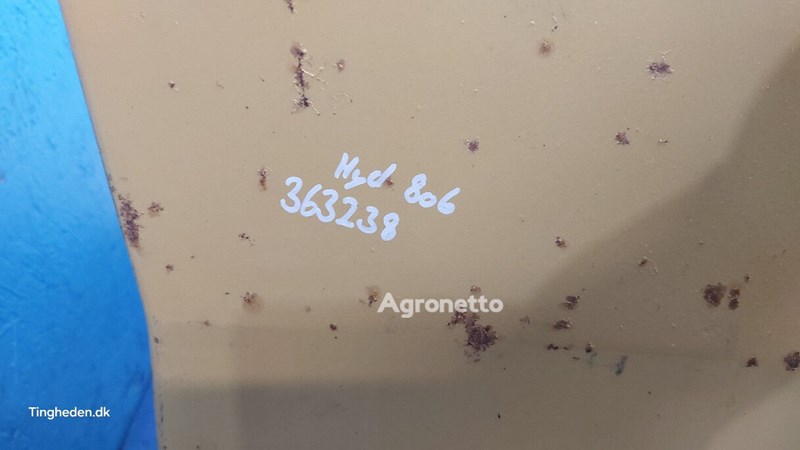 Hyd 806
363238
Agronetto
Tingheden.dk